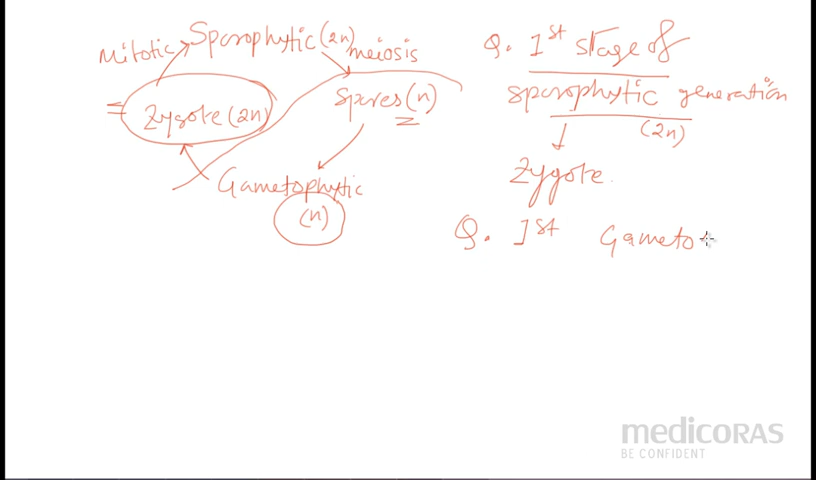 Mitotic Sporophytic (2n) meiosis
= Zygote (2n)
Spores (n)
Gametophytic
(n)
Q. 1st stage of
sporophytic generation
(2n)
Zygote.
Q. 1st Gameto
medicoRAS
BE CONFIDENT